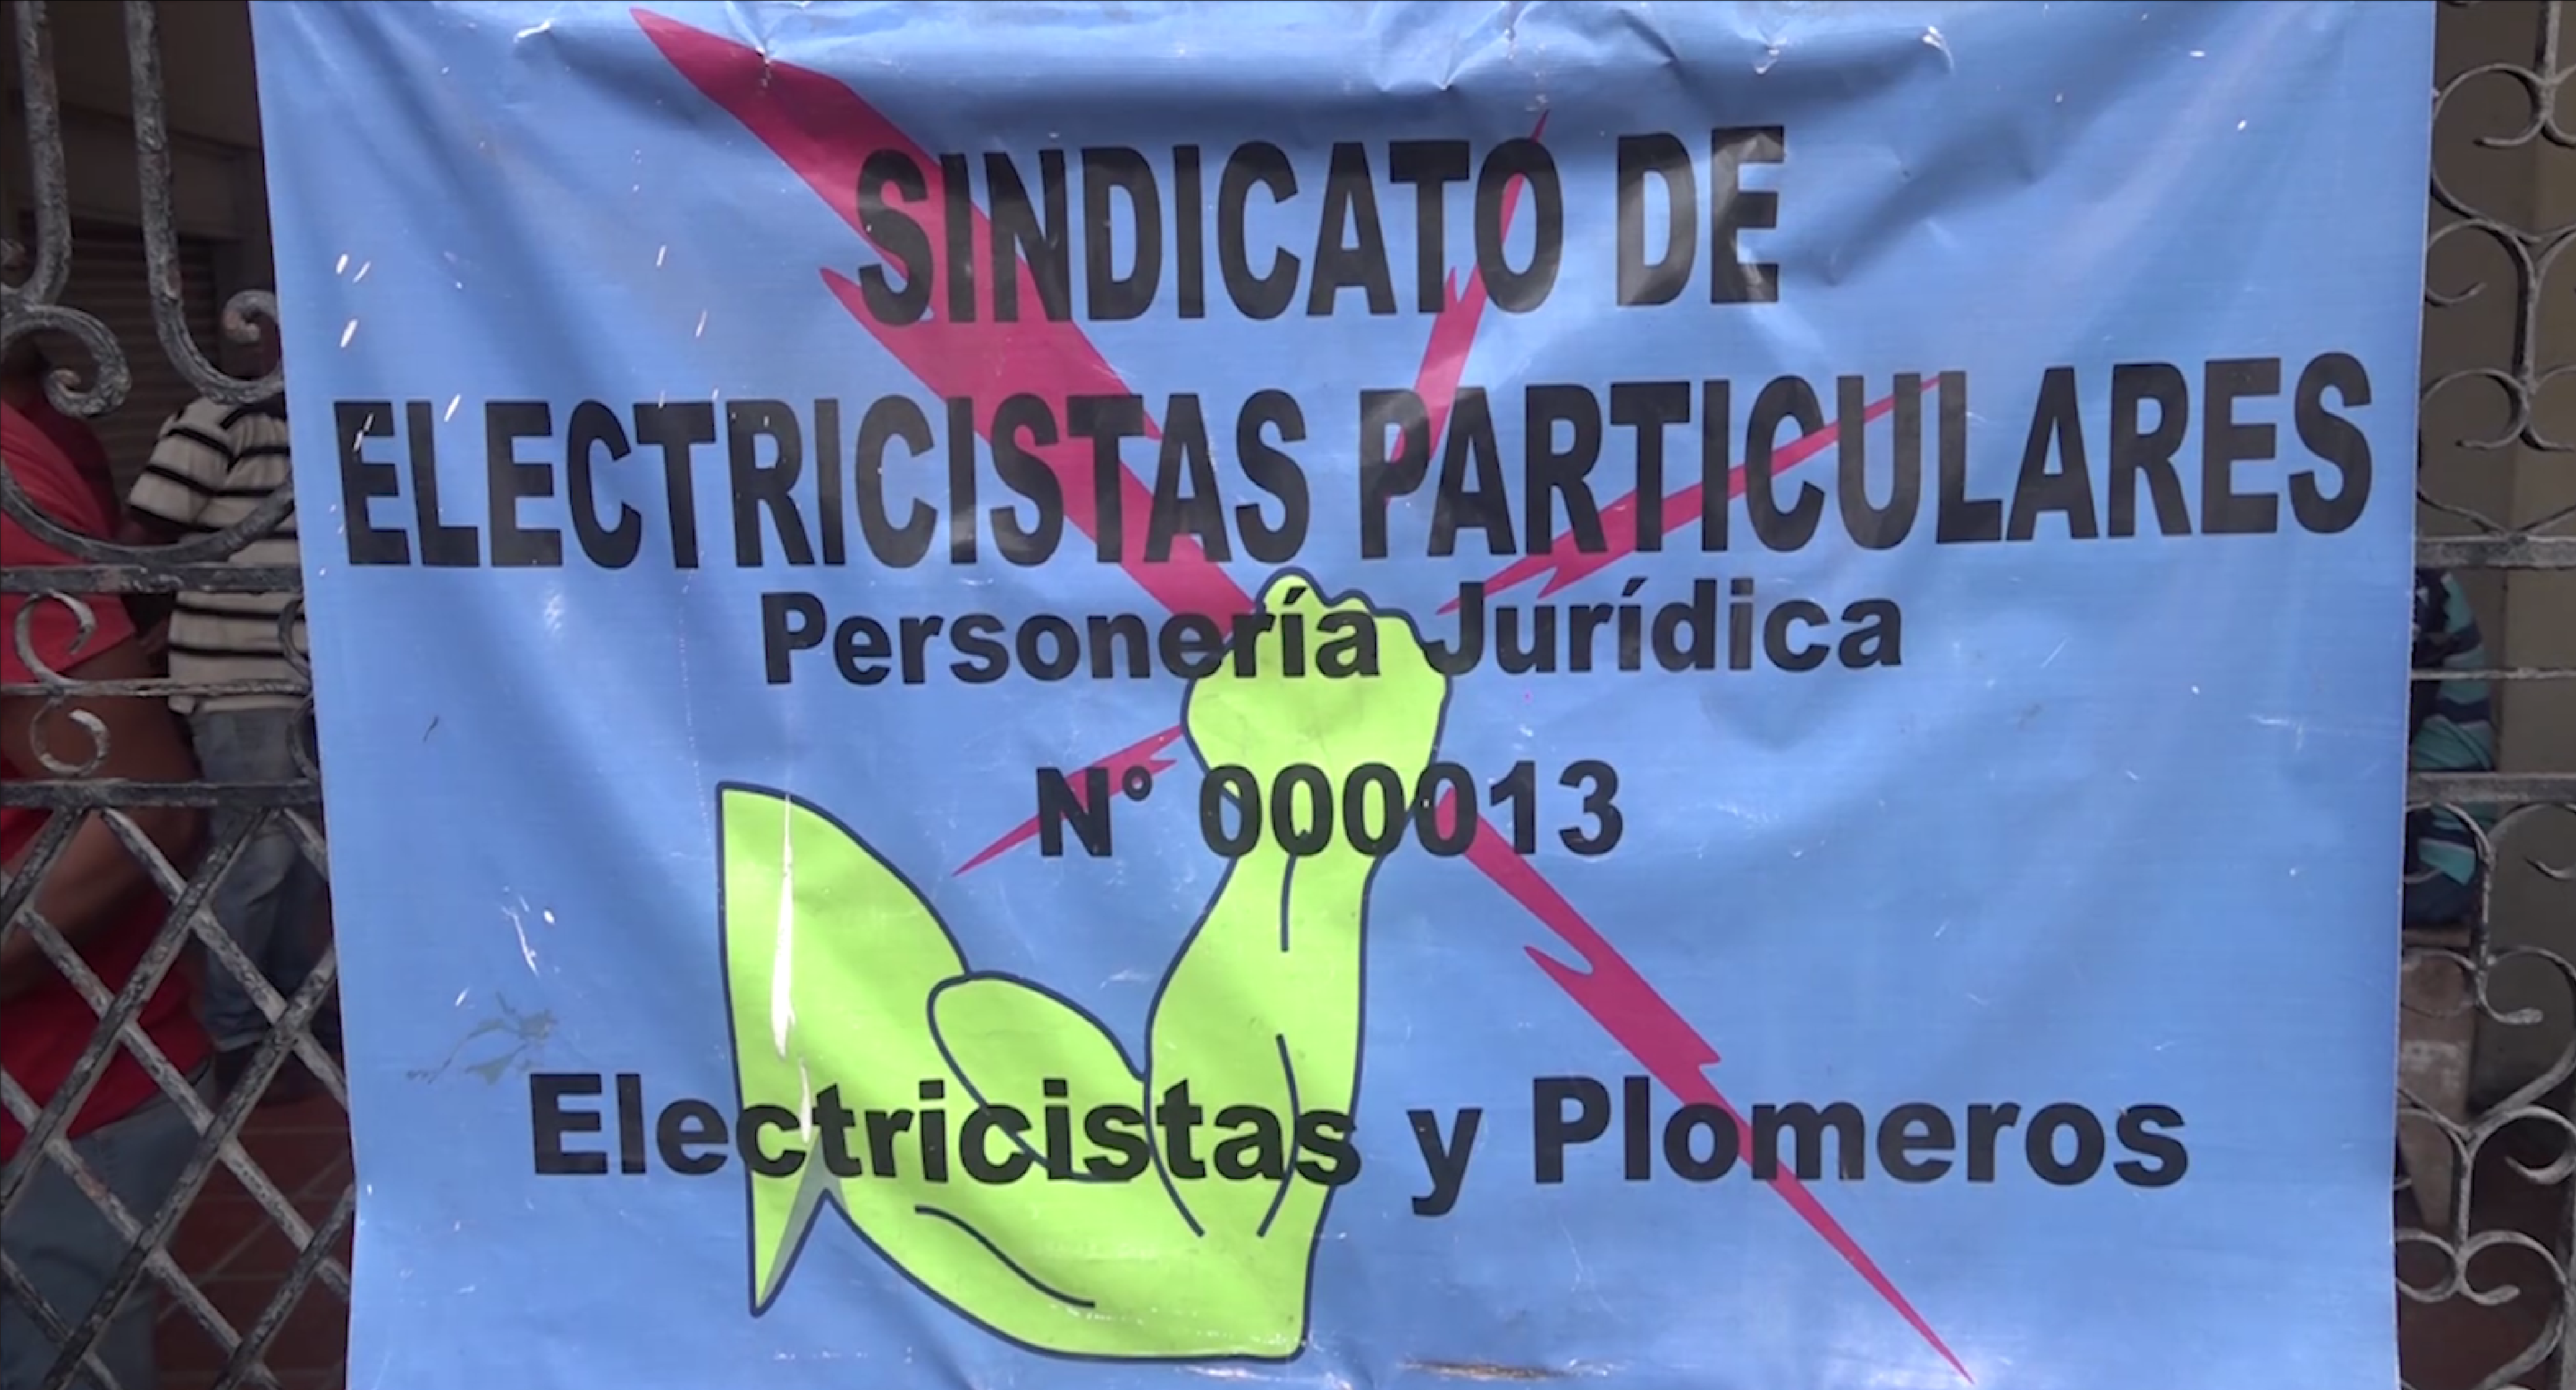 SINDICATO DE
ELECTRICISTAS PARTICULARES
Personería Jurídica
N° 000013
Electricistas y Plomeros